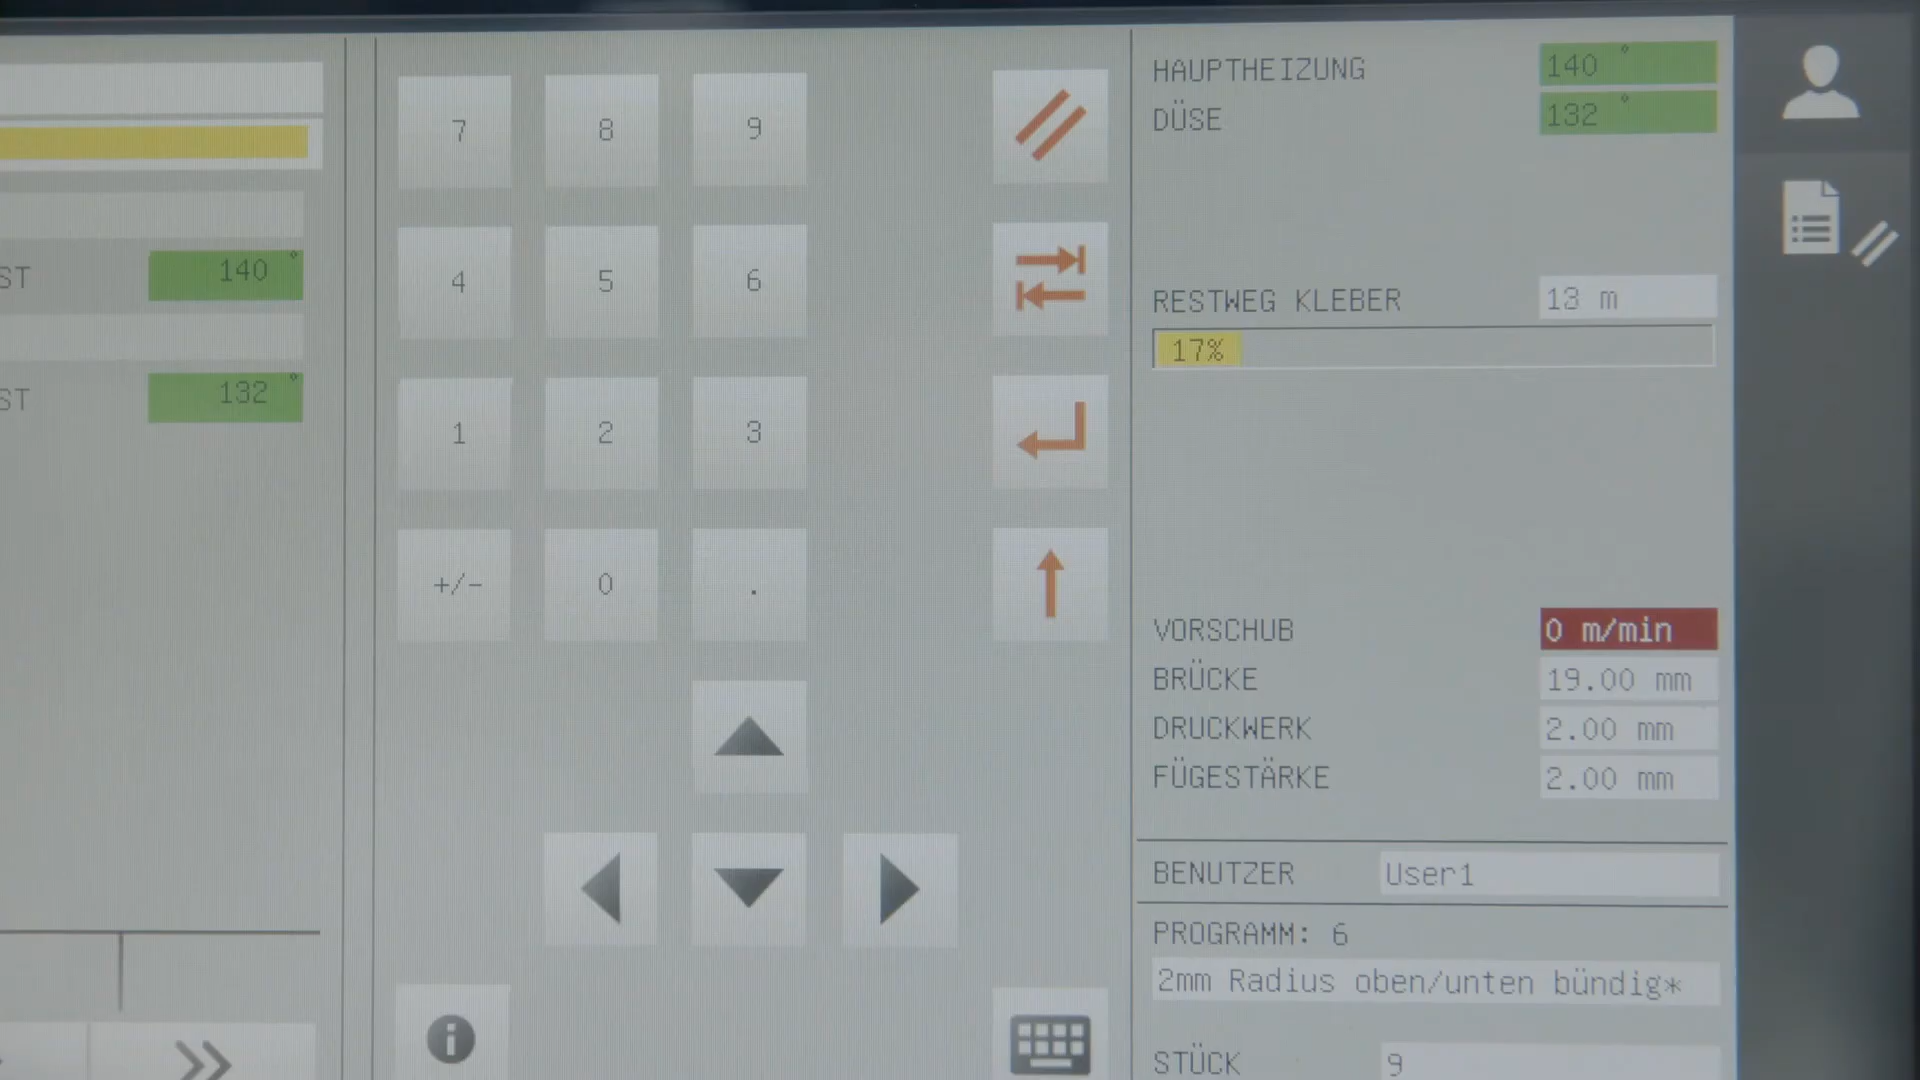 ST 140 °
ST 132 °
7 8 9
4 5 6
1 2 3
+/- 0 .
HAUPTHEIZUNG 140 °
DÜSE 132 °
RESTWEG KLEBER 13 m
17%
VORSCHUB 0 m/min
BRÜCKE 19.00 mm
DRUCKWERK 2.00 mm
FÜGESTÄRKE 2.00 mm
BENUTZER User1
PROGRAMM: 6
2mm Radius oben/unten bündig*
STÜCK 9